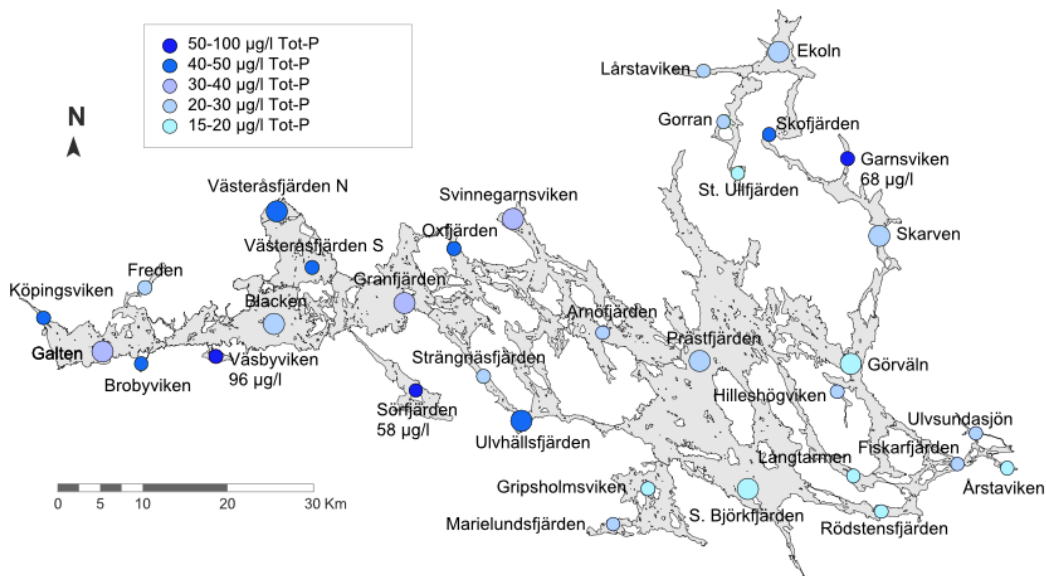 50-100 µg/l Tot-P
40-50 µg/l Tot-P
30-40 µg/l Tot-P
20-30 µg/l Tot-P
15-20 µg/l Tot-P
N
Ekoln
Lårstaviken
Gorran
Skofjärden
Garnsviken
68 µg/l
St. Ullfjärden
Västeråsfjärden N
Svinnegarnsviken
Oxfjärden
Skarven
Västeråsfjärden S
Freden
Granfjärden
Köpingsviken
Blacken
Arnöfjärden
Prästfjärden
Galten
Väsbyviken
96 µg/l
Strängnäsfjärden
Görväln
Brobyviken
Hilleshögviken
Sörfjärden
58 µg/l
Ulvhällsfjärden
Ulvsundasjön
Fiskarfjärden
Långtarmen
Årstaviken
Gripsholmsviken
S. Björkfjärden
Rödstensfjärden
Marielundsfjärden
0 5 10 20 30 Km